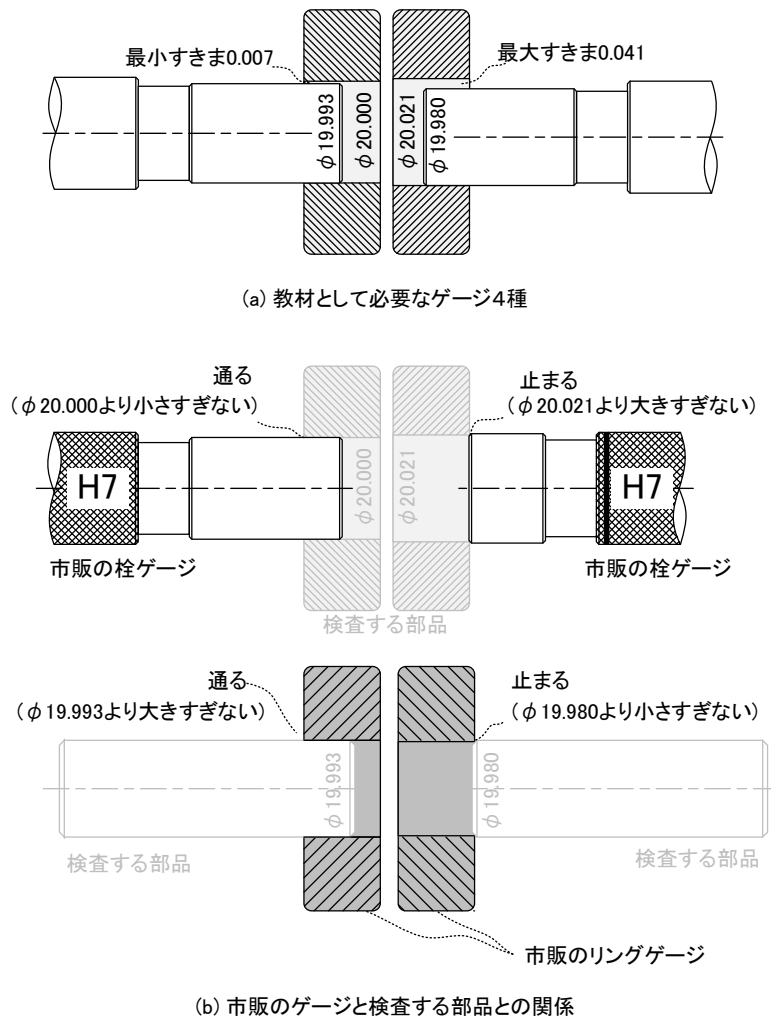 最小すきま0.007
最大すきま0.041
φ19.993
φ20.000
φ20.021
φ19.980
(a) 教材として必要なゲージ4種
通る
(φ20.000より小さすぎない)
止まる
(φ20.021より大きすぎない)
H7
φ20.000
φ20.021
H7
市販の栓ゲージ
市販の栓ゲージ
検査する部品
通る
(φ19.993より大きすぎない)
止まる
(φ19.980より小さすぎない)
φ19.993
φ19.980
検査する部品
検査する部品
市販のリングゲージ
(b) 市販のゲージと検査する部品との関係